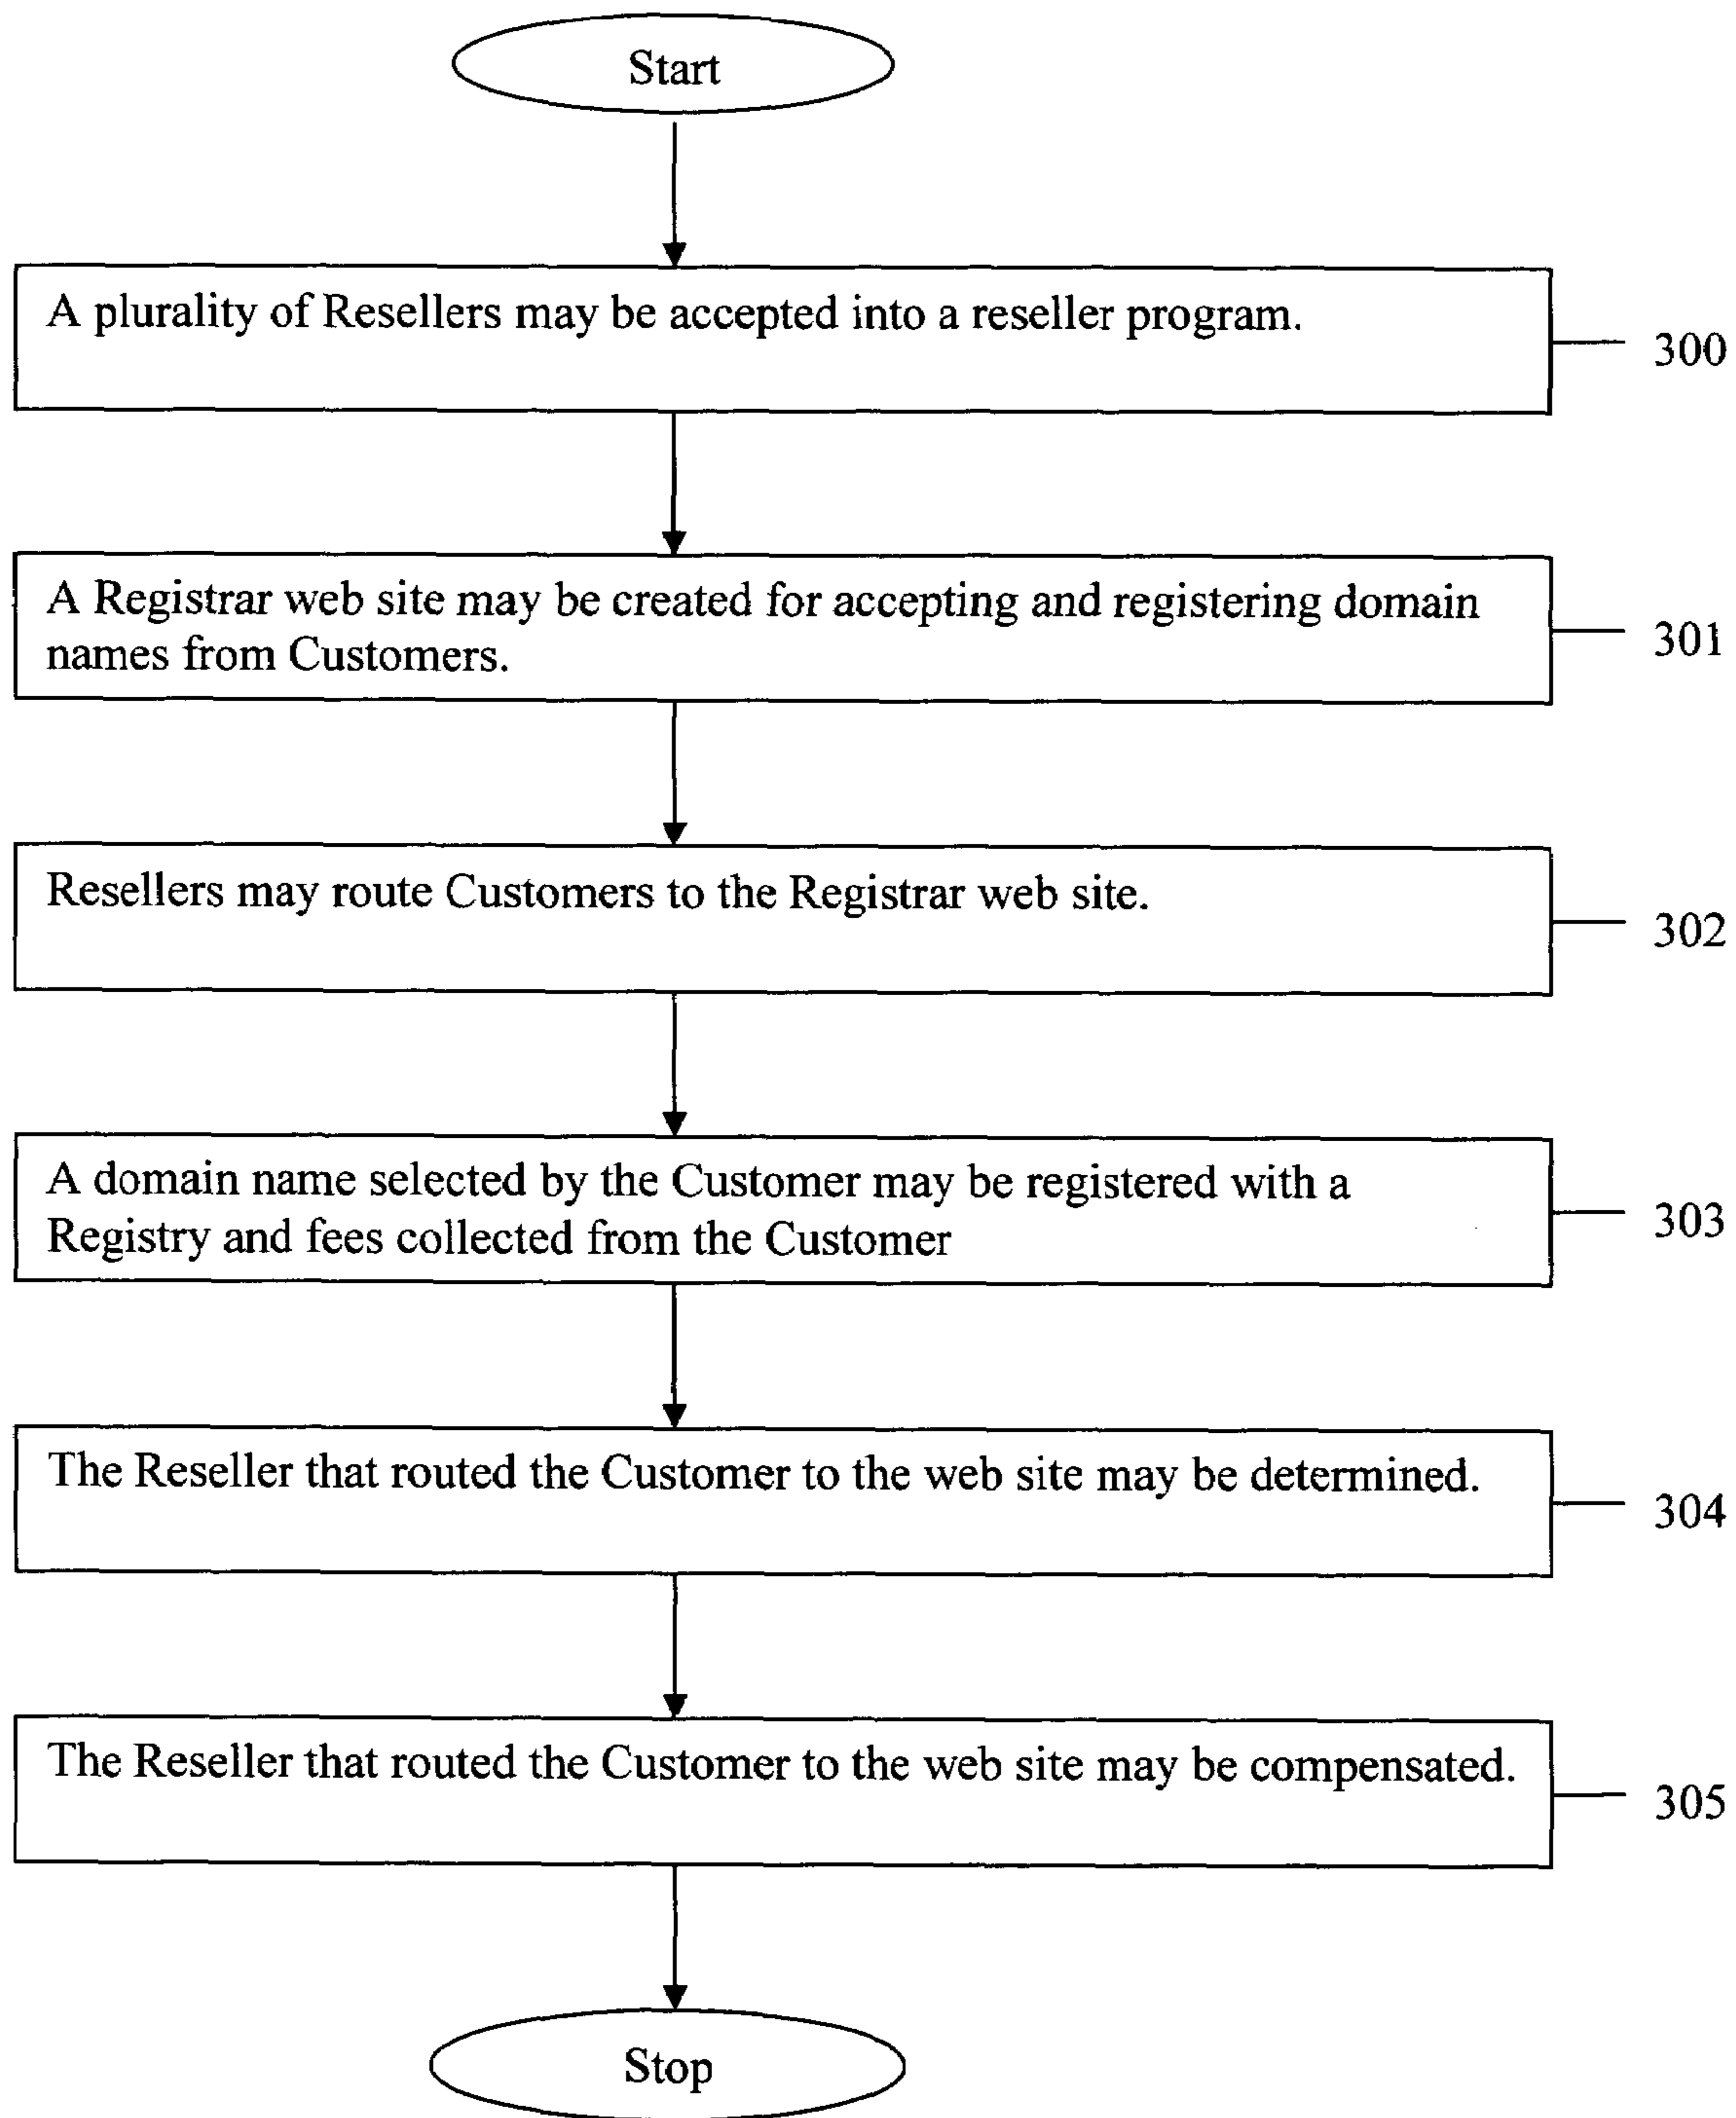 Start
A plurality of Resellers may be accepted into a reseller program.
300
A Registrar web site may be created for accepting and registering domain
names from Customers.
301
Resellers may route Customers to the Registrar web site.
302
A domain name selected by the Customer may be registered with a
Registry and fees collected from the Customer
303
The Reseller that routed the Customer to the web site may be determined.
304
The Reseller that routed the Customer to the web site may be compensated.
305
Stop